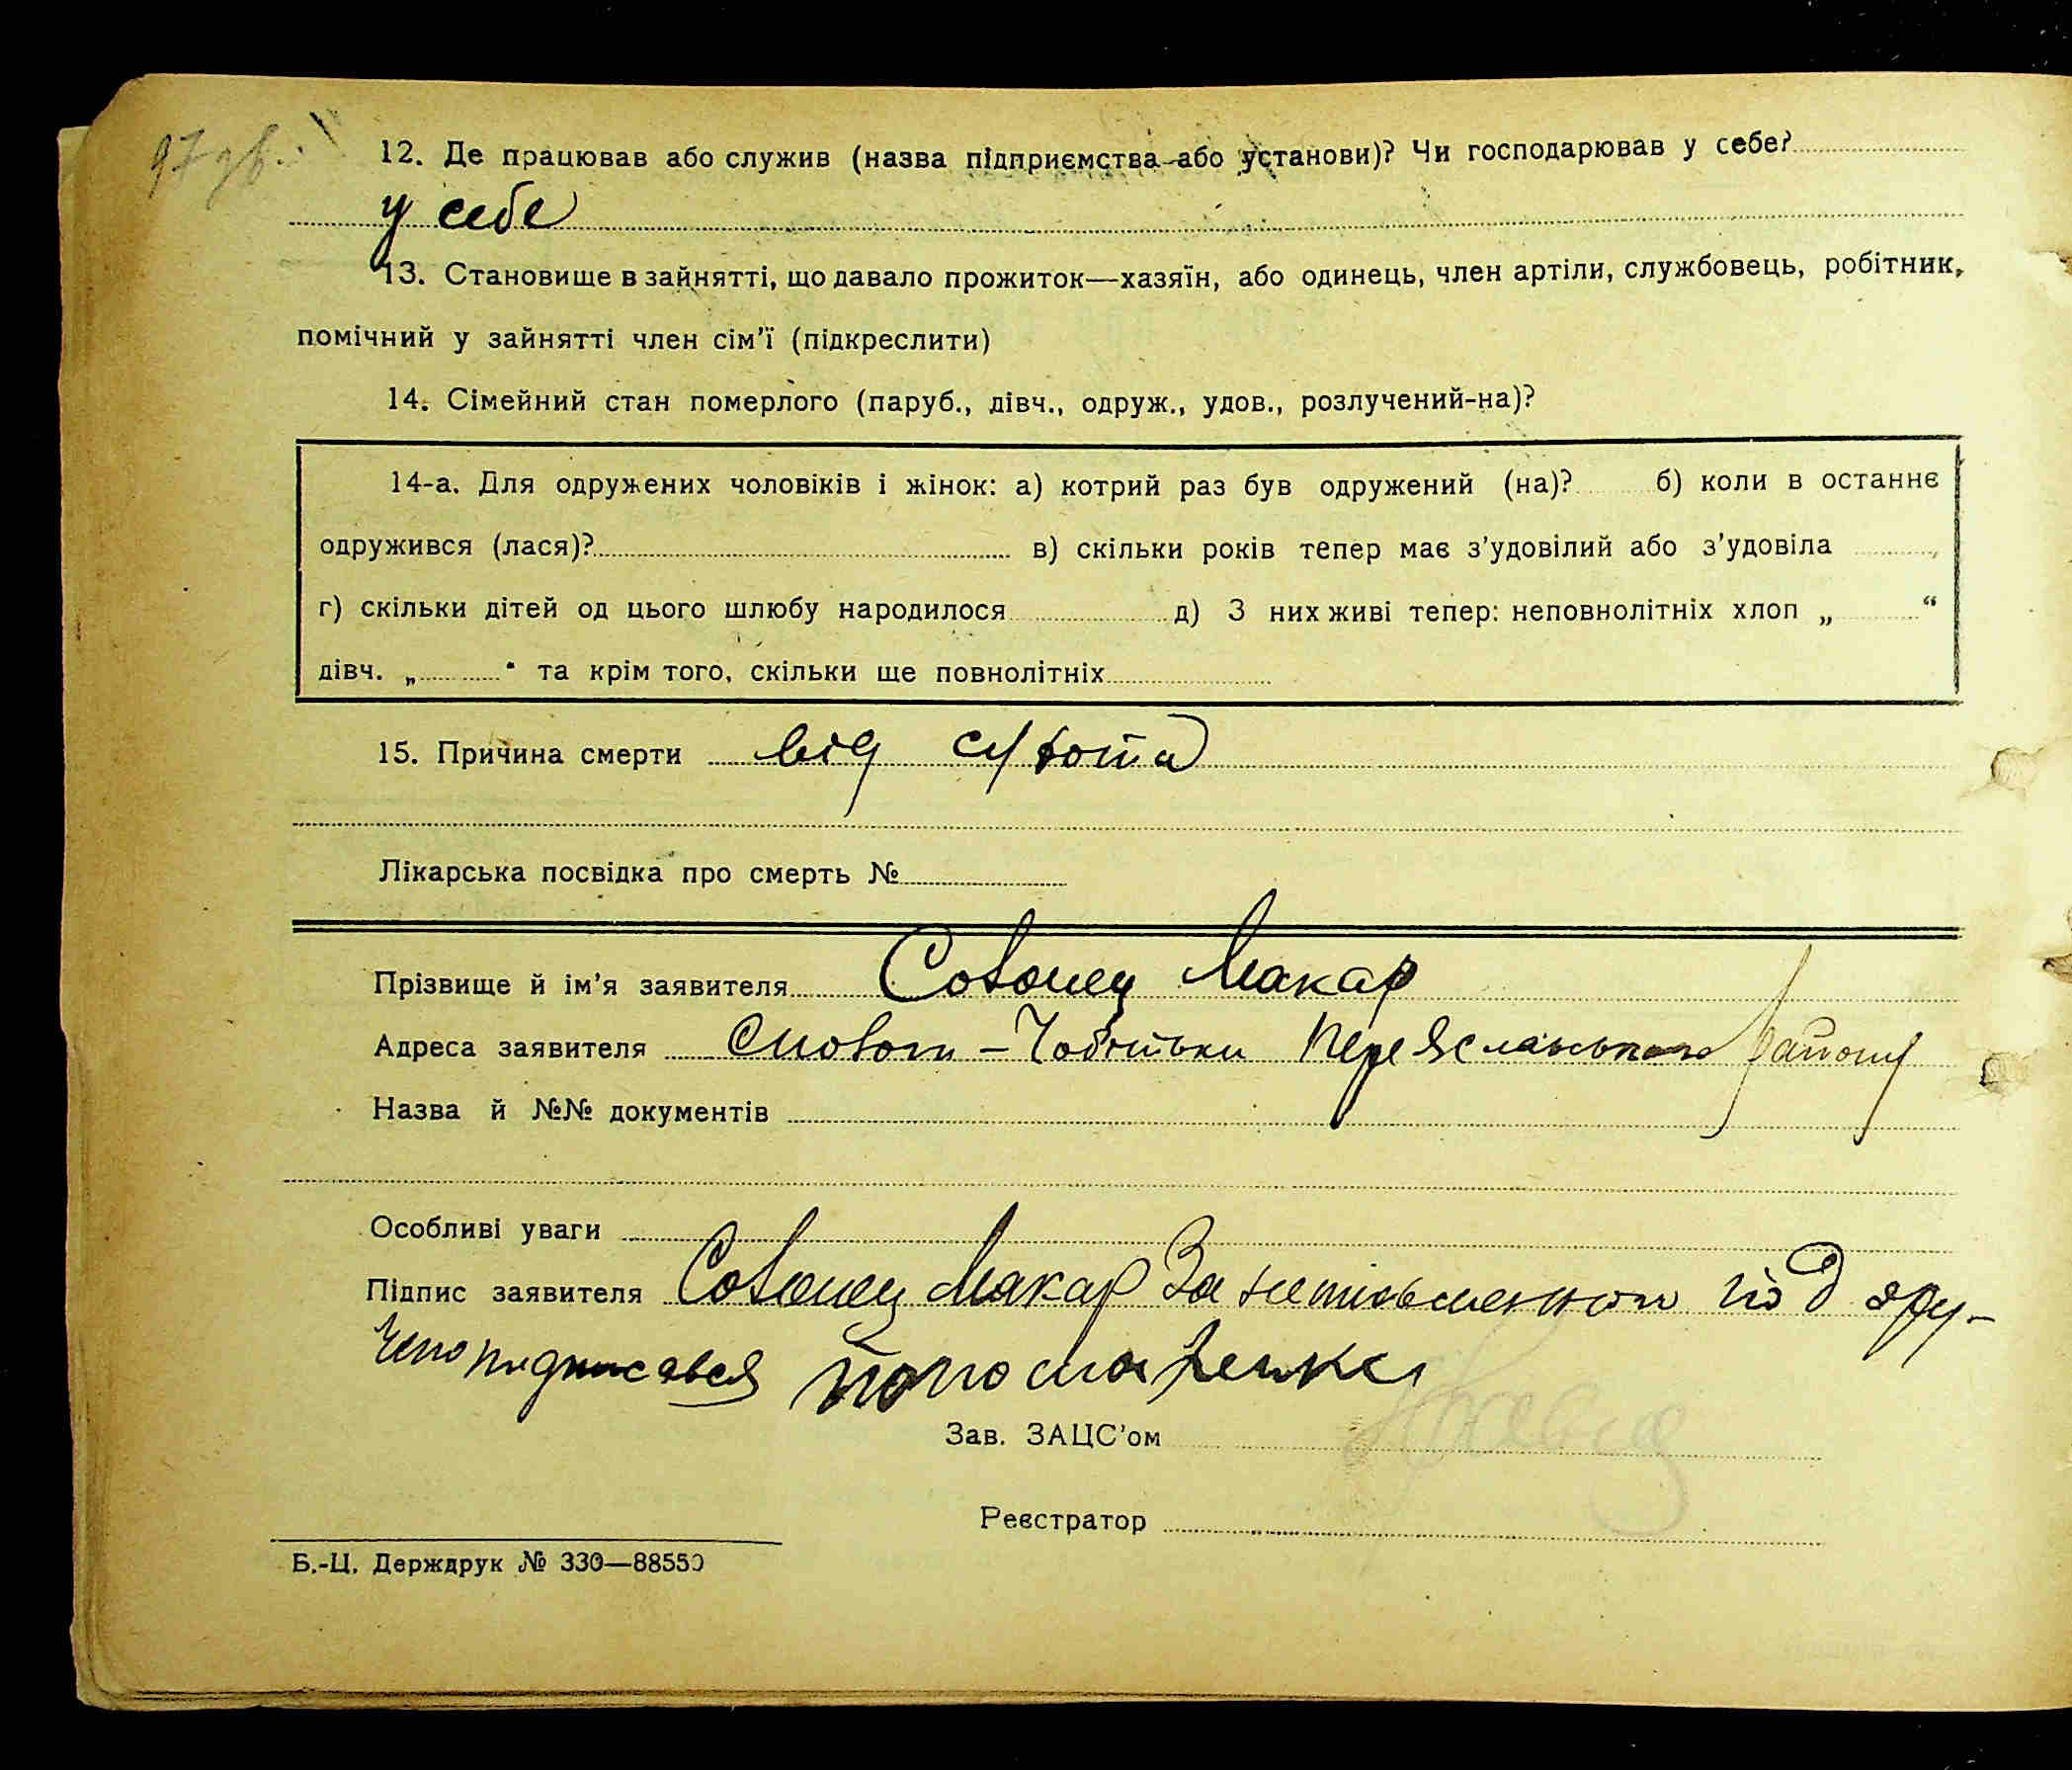 97 зв.
12. Де працював або служив (назва підприємства або установи)? Чи господарював у себе?
у себе
13. Становище в зайнятті, що давало прожиток—хазяїн, або одинець, член артіли, службовець, робітник,
помічний у зайнятті член сім'ї (підкреслити)
14. Сімейний стан померлого (паруб., дівч., одруж., удов., розлучений-на)?
14-а. Для одружених чоловіків і жінок: а) котрий раз був одружений (на)? б) коли в останнє
одружився (лася)? в) скільки років тепер має з'удовілий або з'удовіла ,
г) скільки дітей од цього шлюбу народилося д) З них живі тепер: неповнолітніх хлоп „ “
дівч. „ “ та крім того, скільки ще повнолітніх
15. Причина смерти від
Лікарська посвідка про смерть №
Прізвище й ім'я заявителя Макар
Адреса заявителя Переяславського району
Назва й №№ документів
Особливі уваги
Підпис заявителя Макар За
підписався
Зав. ЗАЦС'ом
Реєстратор
Б.-Ц. Держдрук № 330—88550